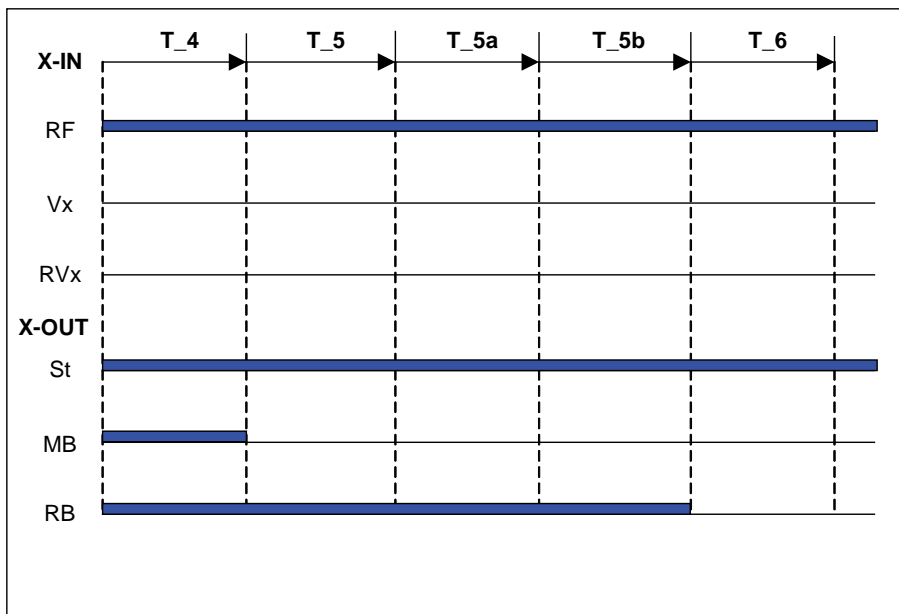 T_4 T_5 T_5a T_5b T_6
X-IN
RF
Vx
RVx
X-OUT
St
MB
RB